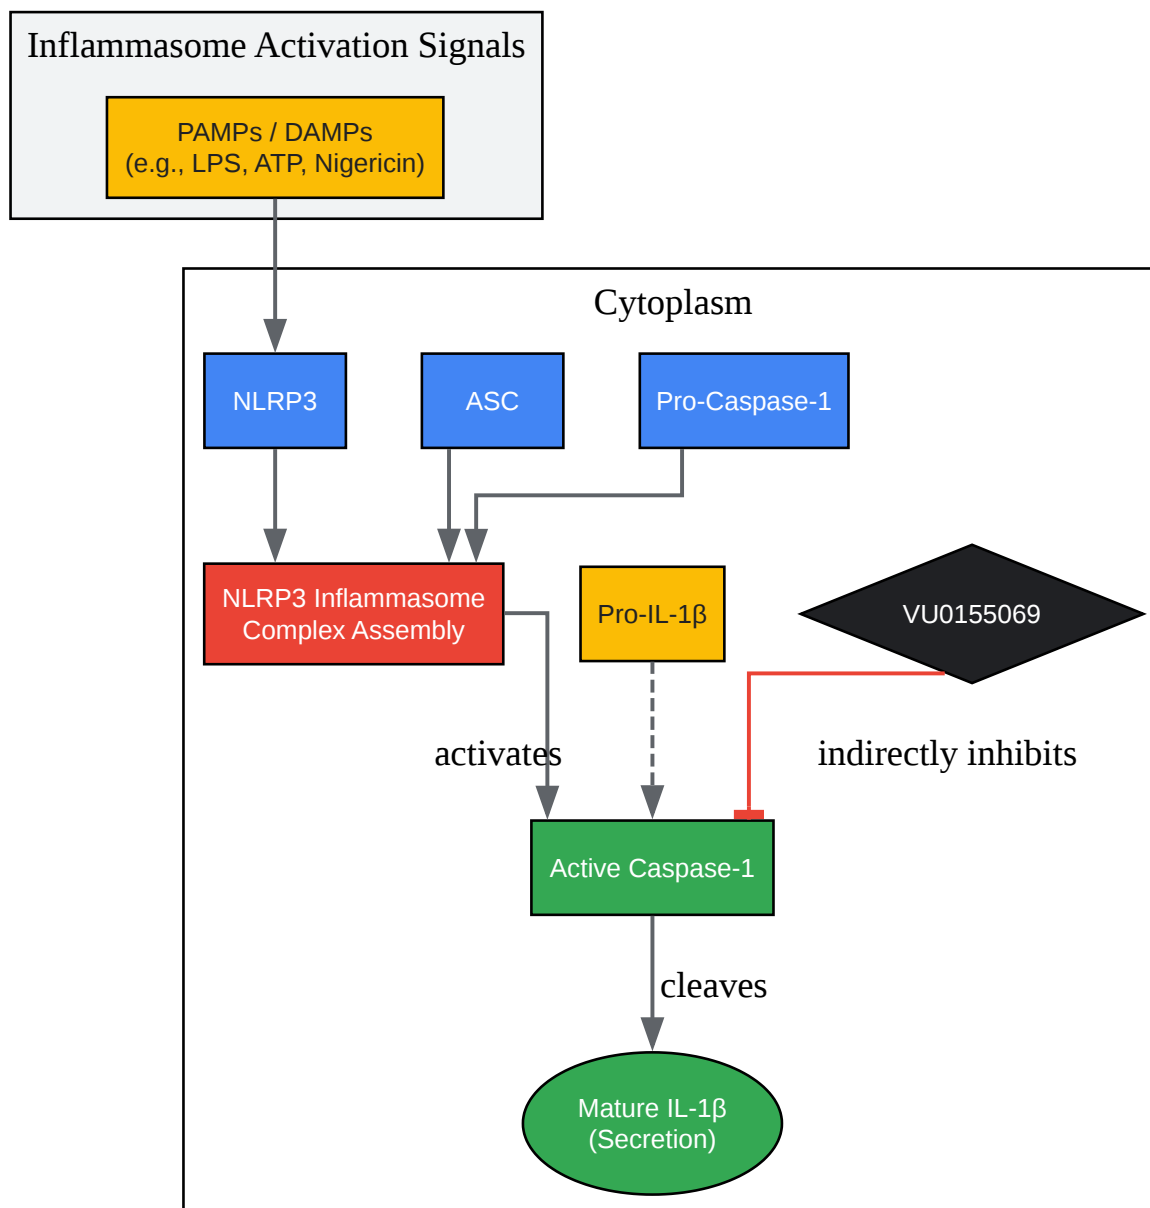 Inflammasome Activation Signals
PAMPs / DAMPs
(e.g., LPS, ATP, Nigericin)
Cytoplasm
NLRP3
ASC
Pro-Caspase-1
NLRP3 Inflammasome
Complex Assembly
Pro-IL-1β
VU0155069
activates
indirectly inhibits
Active Caspase-1
cleaves
Mature IL-1β
(Secretion)